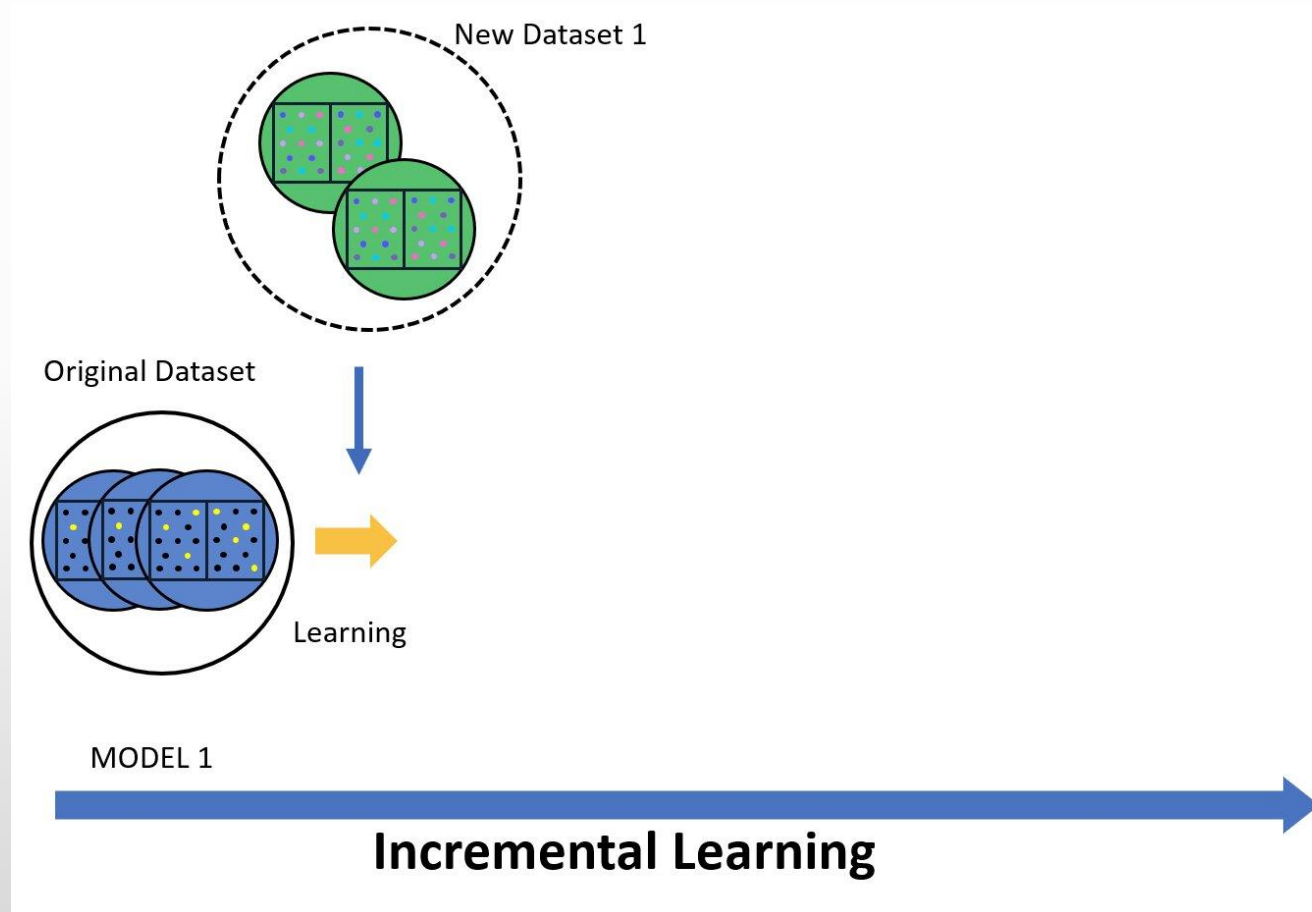 New Dataset 1
Original Dataset
Learning
MODEL 1
Incremental Learning